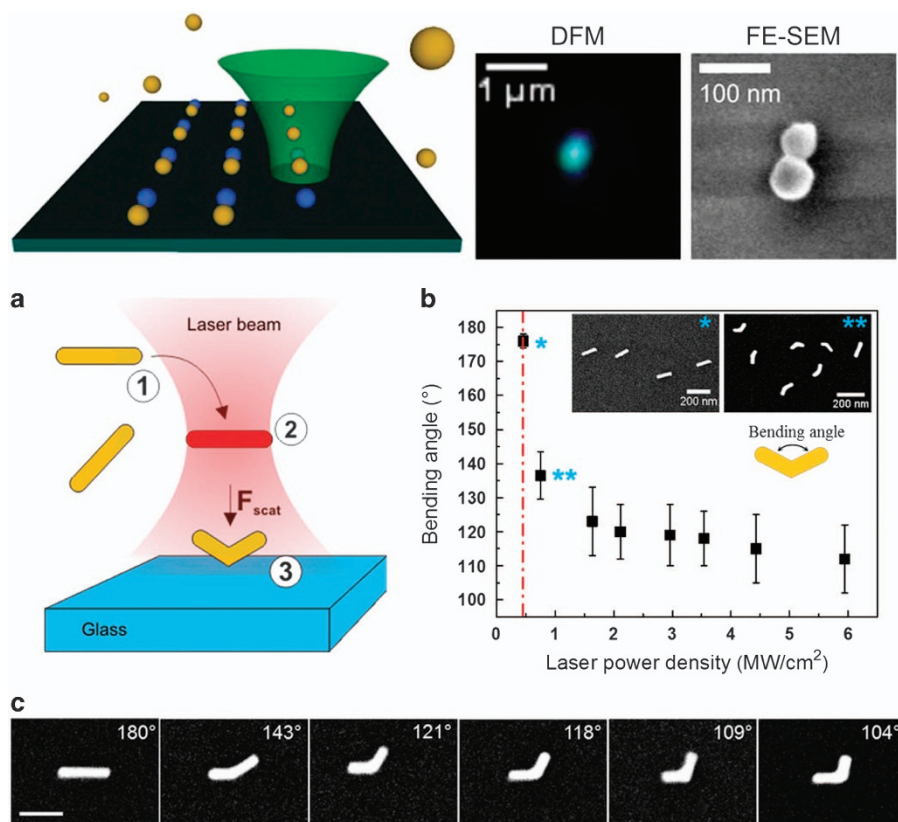 DFM
FE-SEM
1 µm
100 nm
a
Laser beam
1
2
F scat
3
Glass
b
180
170
160
150
140
130
120
110
100
Bending angle (°)
*
**
*
**
200 nm
200 nm
Bending angle
0
1
2
3
4
5
6
Laser power density (MW/cm²)
c
180°
143°
121°
118°
109°
104°